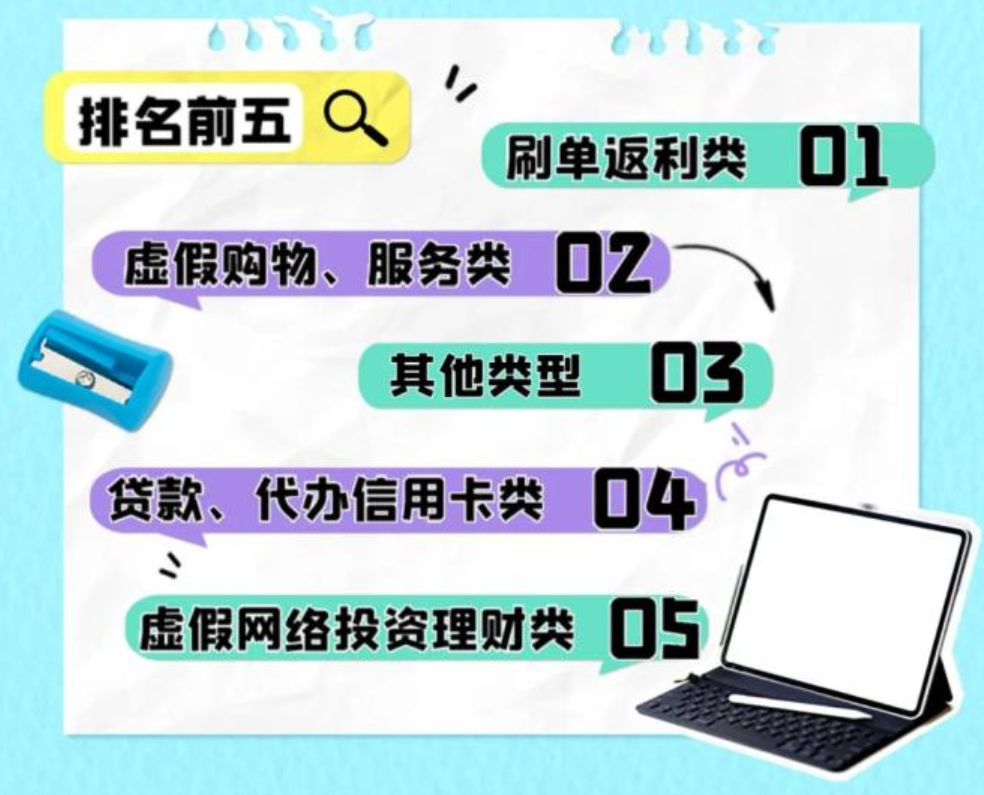 排名前五
刷单返利类 01
虚假购物、服务类 02
其他类型 03
贷款、代办信用卡类 04
虚假网络投资理财类 05